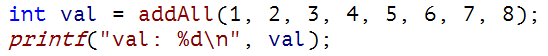 int val = addAll(1, 2, 3, 4, 5, 6, 7, 8);
printf("val: %d\n", val);